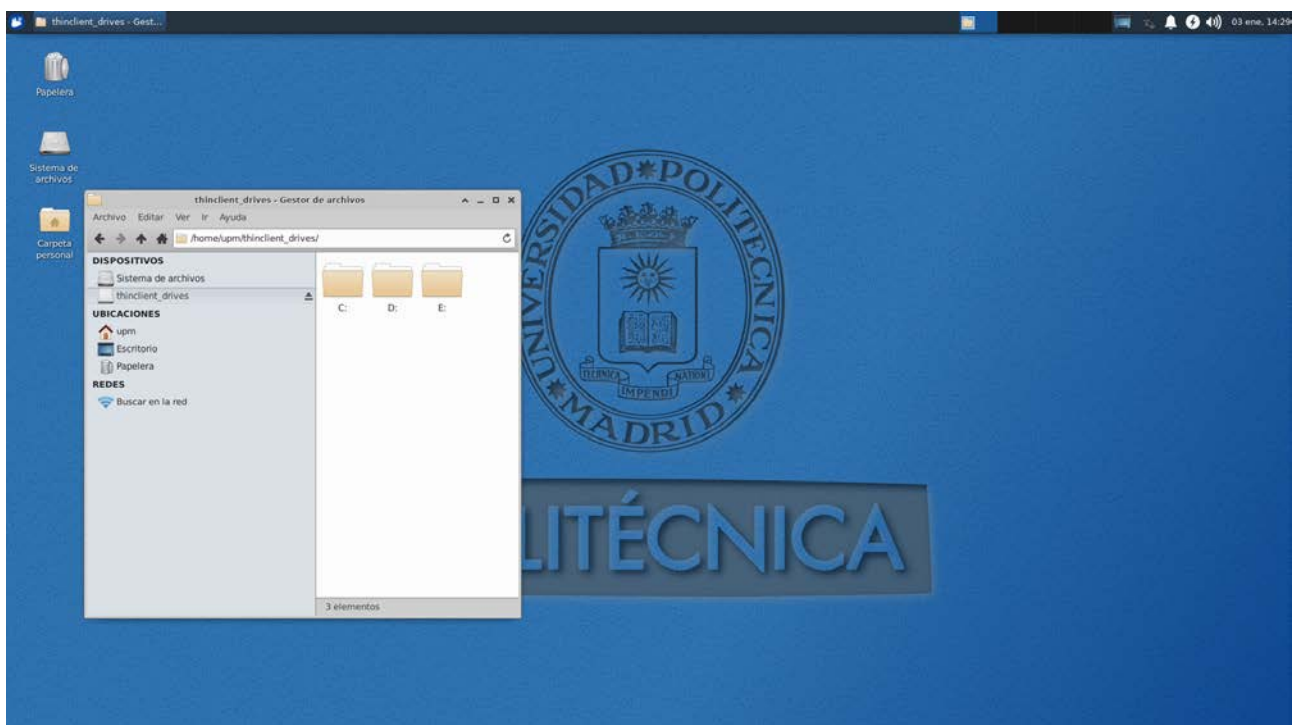 thinclient_drives - Gest...
03 ene, 14:29
Papelera
Sistema de
archivos
Carpeta
personal
thinclient_drives - Gestor de archivos
Archivo Editar Ver Ir Ayuda
/home/upm/thinclient_drives/
DISPOSITIVOS
Sistema de archivos
thinclient_drives
UBICACIONES
upm
Escritorio
Papelera
REDES
Buscar en la red
C: D: E:
3 elementos
UNIVERSIDAD POLITECNICA
MADRID
TECHNICA IMPENDI NATIONI
LITÉCNICA